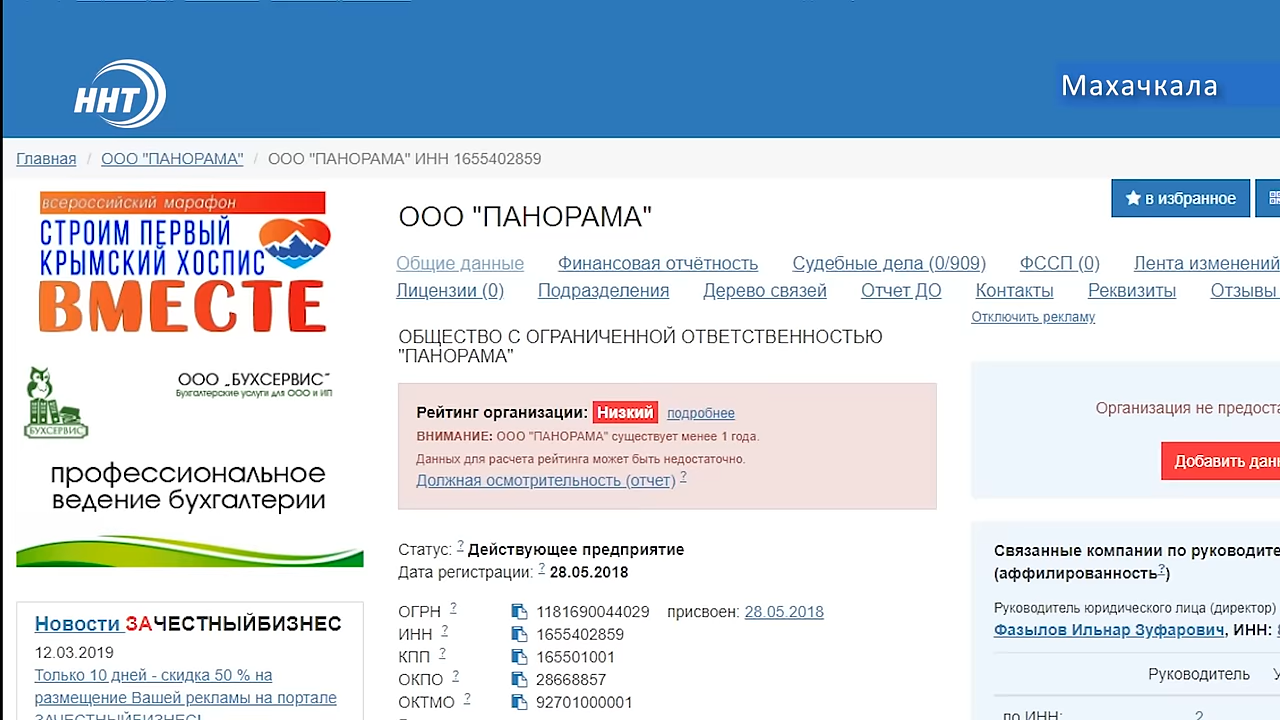 ННТ
Махачкала
Главная / ООО "ПАНОРАМА" / ООО "ПАНОРАМА" ИНН 1655402859
всероссийский марафон
СТРОИМ ПЕРВЫЙ
КРЫМСКИЙ ХОСПИС
ВМЕСТЕ
ООО „БУХСЕРВИС"
Бухгалтерские услуги для ООО и ИП
БУХСЕРВИС
профессиональное
ведение бухгалтерии
Новости ЗАЧЕСТНЫЙБИЗНЕС
12.03.2019
Только 10 дней - скидка 50 % на
размещение Вашей рекламы на портале
ЗАЧЕСТНЫЙБИЗНЕС!
в избранное
ООО "ПАНОРАМА"
Общие данные Финансовая отчётность Судебные дела (0/909) ФССП (0) Лента изменений
Лицензии (0) Подразделения Дерево связей Отчет ДО Контакты Реквизиты Отзывы
Отключить рекламу
ОБЩЕСТВО С ОГРАНИЧЕННОЙ ОТВЕТСТВЕННОСТЬЮ
"ПАНОРАМА"
Рейтинг организации: Низкий подробнее
ВНИМАНИЕ: ООО "ПАНОРАМА" существует менее 1 года.
Данных для расчета рейтинга может быть недостаточно.
Должная осмотрительность (отчет) ?
Статус: ? Действующее предприятие
Дата регистрации: ? 28.05.2018
ОГРН ? 1181690044029 присвоен: 28.05.2018
ИНН ? 1655402859
КПП ? 165501001
ОКПО ? 28668857
ОКТМО ? 92701000001
Организация не предоста
Добавить дан
Связанные компании по руководите
(аффилированность?)
Руководитель юридического лица (директор)
Фазылов Ильнар Зуфарович, ИНН:
Руководитель
по ИНН: 2